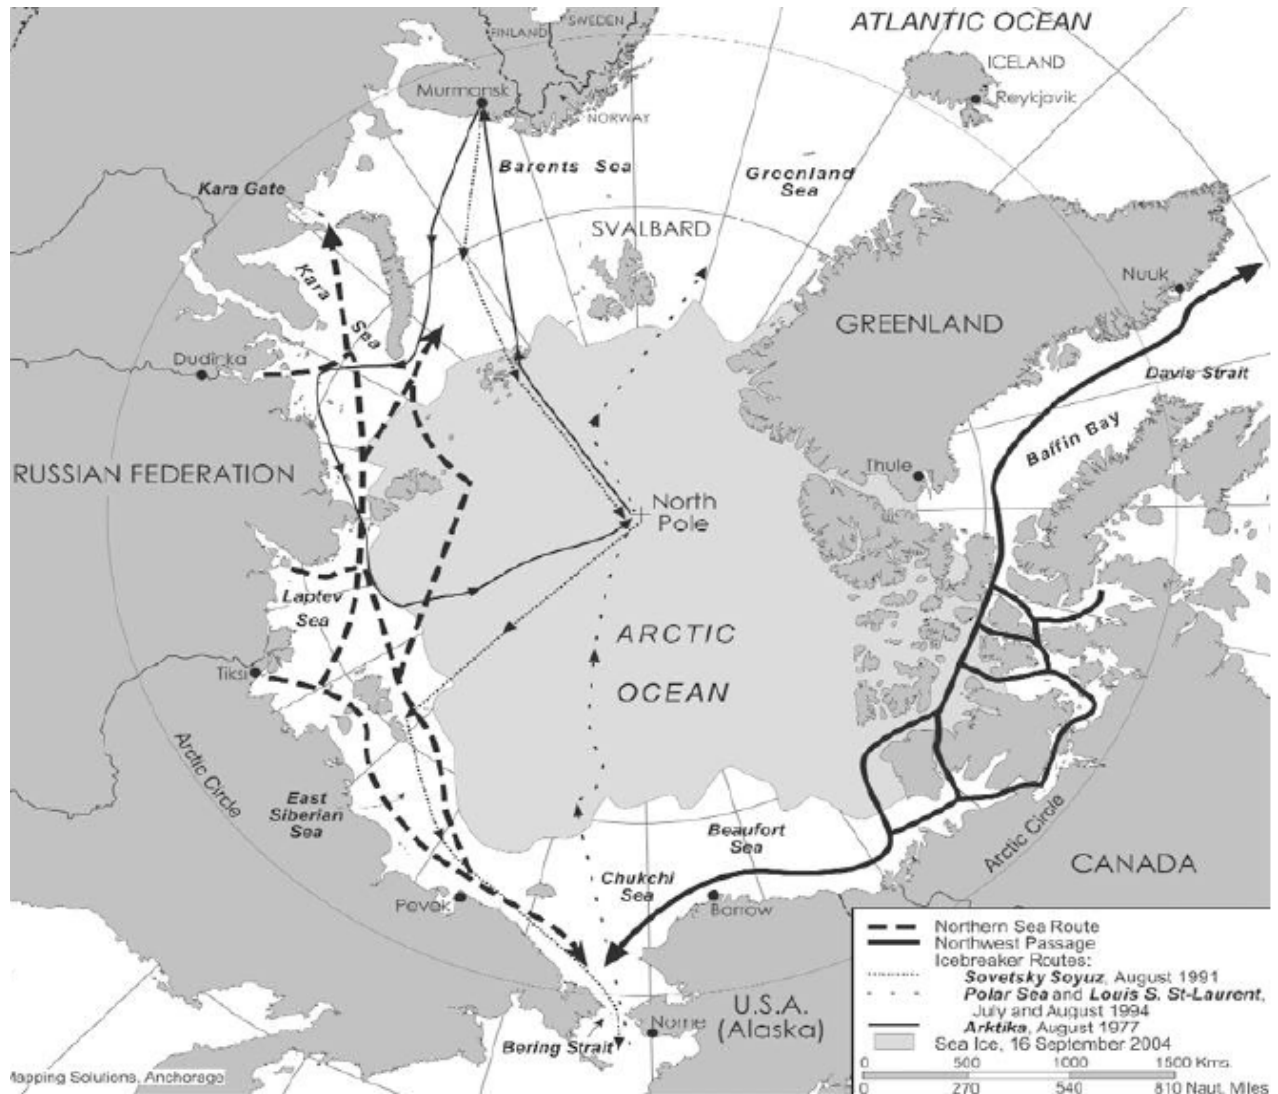 ATLANTIC OCEAN
SWEDEN
FINLAND
ICELAND
Murmansk
Reykjavik
NORWAY
Barents Sea
Greenland
Sea
Kara Gate
SVALBARD
Kara
Sea
Nuuk
GREENLAND
Dudinka
Davis Strait
Baffin Bay
RUSSIAN FEDERATION
Thule
North
Pole
Laptev
Sea
ARCTIC
OCEAN
Tiksi
Arctic Circle
East
Siberian
Sea
Beaufort
Sea
Arctic Circle
CANADA
Chukchi
Sea
Pevek
Barrow
U.S.A.
(Alaska)
Nome
Bering Strait
Mapping Solutions, Anchorage
Northern Sea Route
Northwest Passage
Icebreaker Routes:
Sovetsky Soyuz, August 1991
Polar Sea and Louis S. St-Laurent,
July and August 1994
Arktika, August 1977
Sea Ice, 16 September 2004
0 500 1000 1500 Kms.
0 270 540 810 Naut. Miles